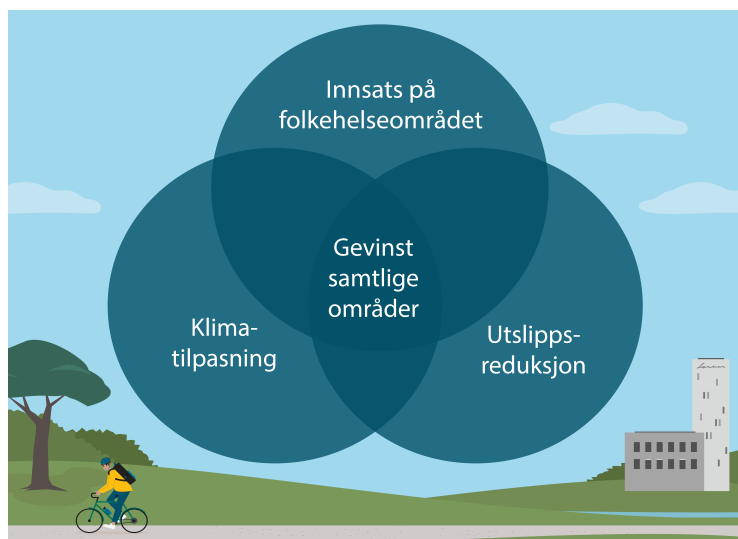 Innsats på
folkehelseområdet
Gevinst
samtlige
områder
Klima-
tilpasning
Utslipps-
reduksjon